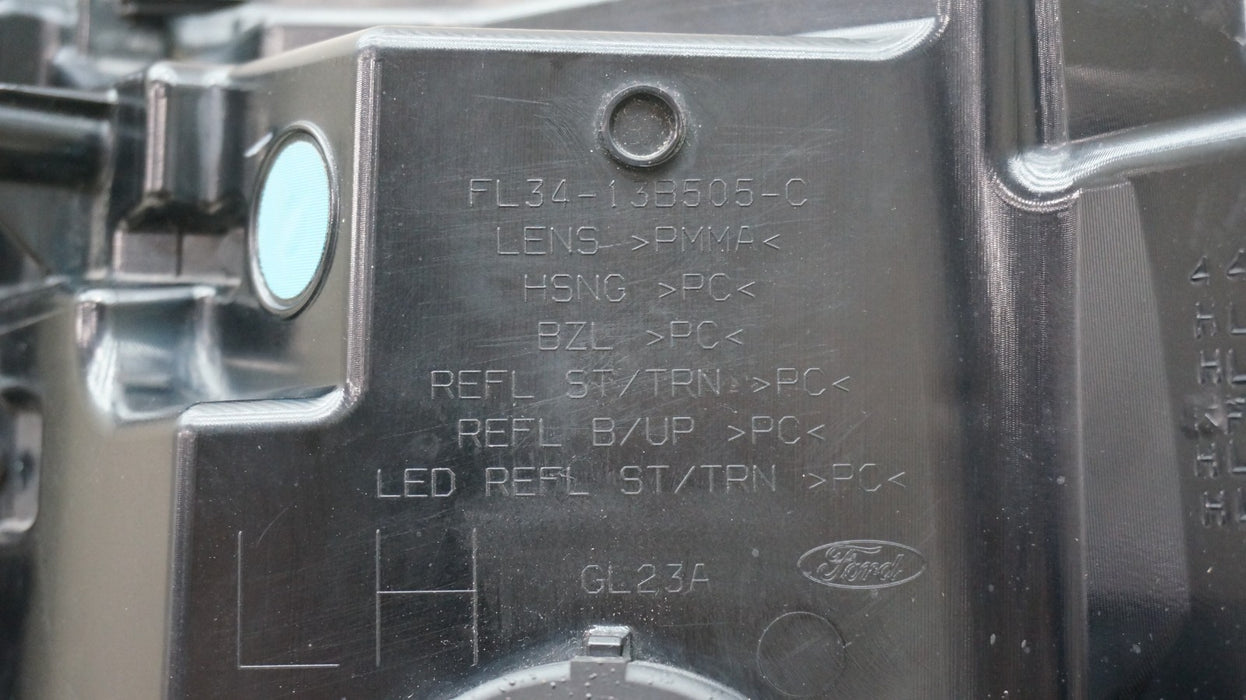 FL34-13B505-C
LENS >PMMA<
HSNG >PC<
BZL >PC<
REFL ST/TRN >PC<
REFL B/UP >PC<
LED REFL ST/TRN >PC<
LH
GL23A
Ford